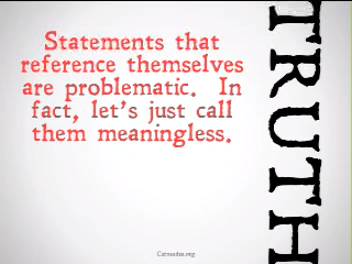 Statements that
reference themselves
are problematic.  In
fact, let's just call
them meaningless.
TRUTH
Carneades.org